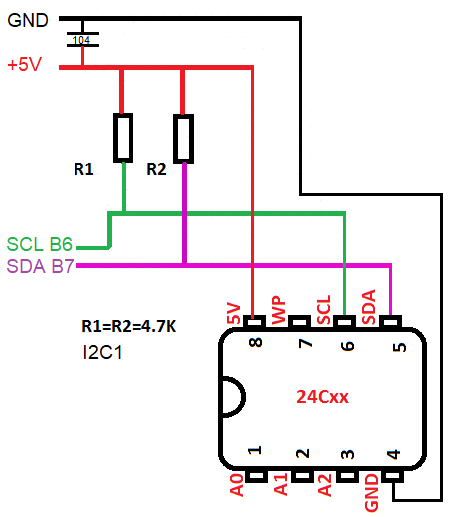 GND
104
+5V
R1
R2
SCL B6
SDA B7
R1=R2=4.7K
I2C1
5V
WP
SCL
SDA
8
7
6
5
24Cxx
1
2
3
4
A0
A1
A2
GND